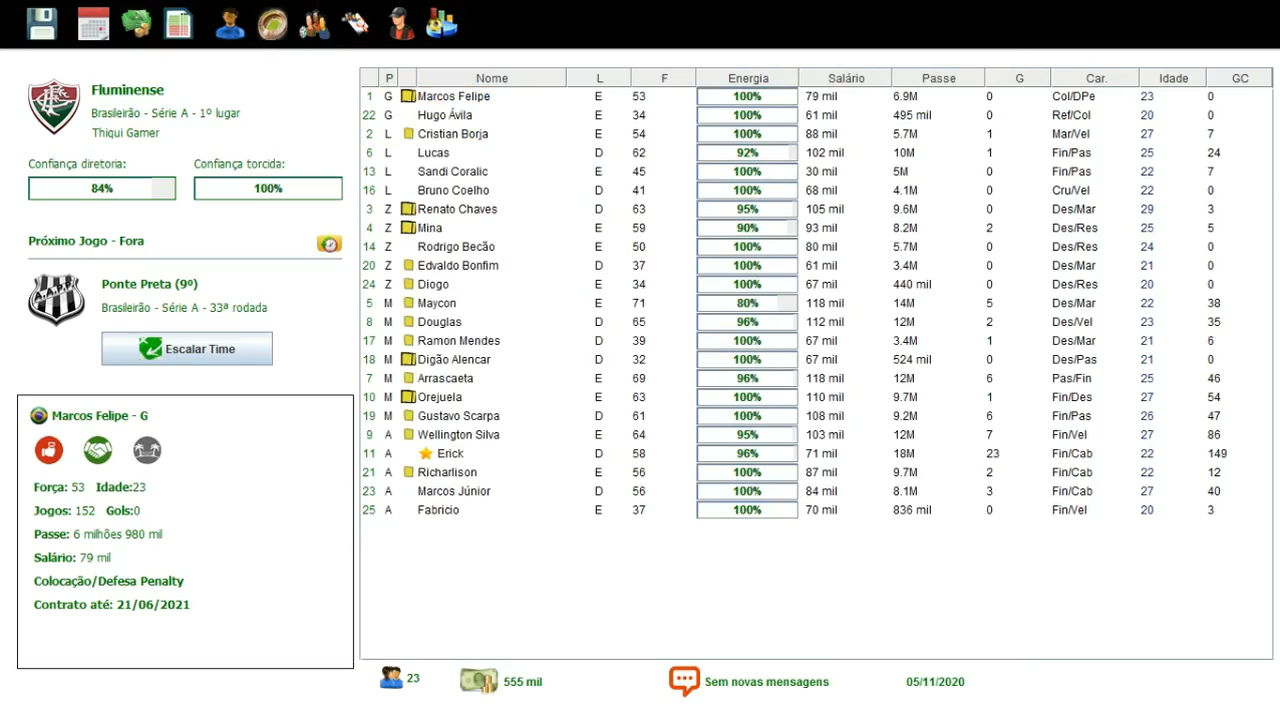 Fluminense
Brasileirão - Série A - 1º lugar
Thiqui Gamer
Confiança diretoria: Confiança torcida:
84% 100%
Próximo Jogo - Fora
Ponte Preta (9º)
Brasileirão - Série A - 33ª rodada
Escalar Time
Marcos Felipe - G
Força: 53 Idade:23
Jogos: 152 Gols:0
Passe: 6 milhões 980 mil
Salário: 79 mil
Colocação/Defesa Penalty
Contrato até: 21/06/2021
P Nome L F Energia Salário Passe G Car. Idade GC
1 G Marcos Felipe E 53 100% 79 mil 6.9M 0 Col/DPe 23 0
22 G Hugo Ávila E 34 100% 61 mil 495 mil 0 Ref/Col 20 0
2 L Cristian Borja E 54 100% 88 mil 5.7M 1 Mar/Vel 27 7
6 L Lucas D 62 92% 102 mil 10M 1 Fin/Pas 25 24
13 L Sandi Coralic E 45 100% 30 mil 5M 1 Fin/Pas 22 7
16 L Bruno Coelho D 41 100% 68 mil 4.1M 0 Cru/Vel 22 0
3 Z Renato Chaves D 63 95% 105 mil 9.6M 0 Des/Mar 29 3
4 Z Mina E 59 90% 93 mil 8.2M 2 Des/Res 25 5
14 Z Rodrigo Becão E 50 100% 80 mil 5.7M 0 Des/Res 24 0
20 Z Edvaldo Bonfim D 37 100% 61 mil 3.4M 0 Des/Mar 21 0
24 Z Diogo E 34 100% 67 mil 440 mil 0 Des/Res 20 0
5 M Maycon E 71 80% 118 mil 14M 5 Des/Mar 22 38
8 M Douglas D 65 96% 112 mil 12M 2 Des/Vel 23 35
17 M Ramon Mendes D 39 100% 67 mil 3.4M 1 Des/Mar 21 6
18 M Digão Alencar D 32 100% 67 mil 524 mil 0 Des/Pas 21 0
7 M Arrascaeta E 69 96% 118 mil 12M 6 Pas/Fin 25 46
10 M Orejuela E 63 100% 110 mil 9.7M 1 Fin/Des 27 54
19 M Gustavo Scarpa D 61 100% 108 mil 9.2M 6 Fin/Pas 26 47
9 A Wellington Silva E 64 95% 103 mil 12M 7 Fin/Vel 27 86
11 A Erick D 58 96% 71 mil 18M 23 Fin/Cab 22 149
21 A Richarlison E 56 100% 87 mil 9.7M 2 Fin/Cab 22 12
23 A Marcos Júnior D 56 100% 84 mil 8.1M 3 Fin/Cab 27 40
25 A Fabricio E 37 100% 70 mil 836 mil 0 Fin/Vel 20 3
23 555 mil Sem novas mensagens 05/11/2020